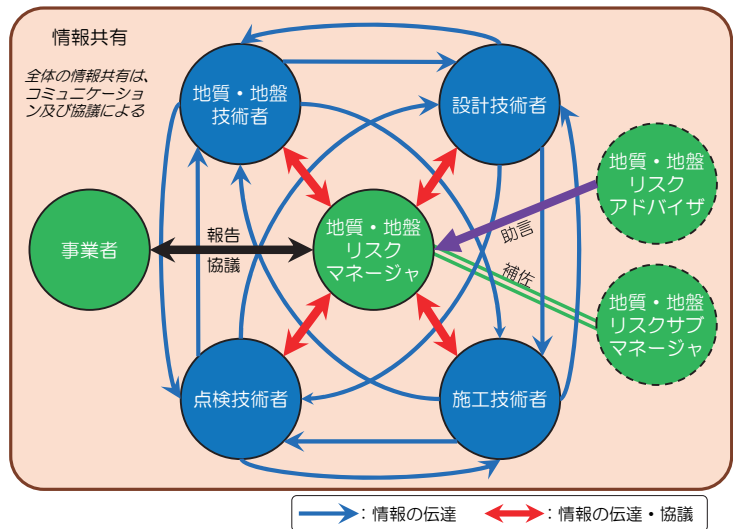 情報共有
全体の情報共有は、
コミュニケーショ
ン及び協議による
地質・地盤
技術者
設計技術者
地質・地盤
リスク
アドバイザ
事業者
報告
協議
地質・地盤
リスク
マネージャ
助言
補佐
地質・地盤
リスクサブ
マネージャ
点検技術者
施工技術者
:情報の伝達
:情報の伝達・協議